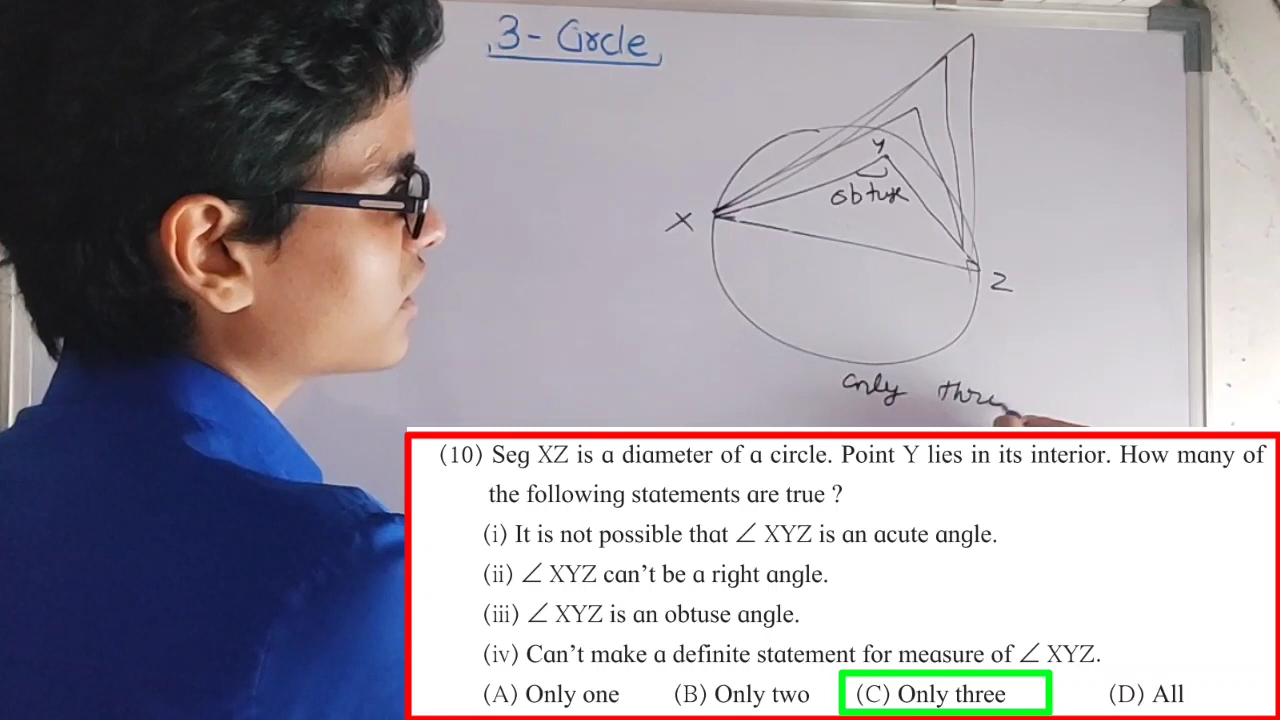 3 - Circle
Y
obtuse
X
Z
only three
(10) Seg XZ is a diameter of a circle. Point Y lies in its interior. How many of
the following statements are true ?
(i) It is not possible that ∠ XYZ is an acute angle.
(ii) ∠ XYZ can't be a right angle.
(iii) ∠ XYZ is an obtuse angle.
(iv) Can't make a definite statement for measure of ∠ XYZ.
(A) Only one (B) Only two (C) Only three (D) All